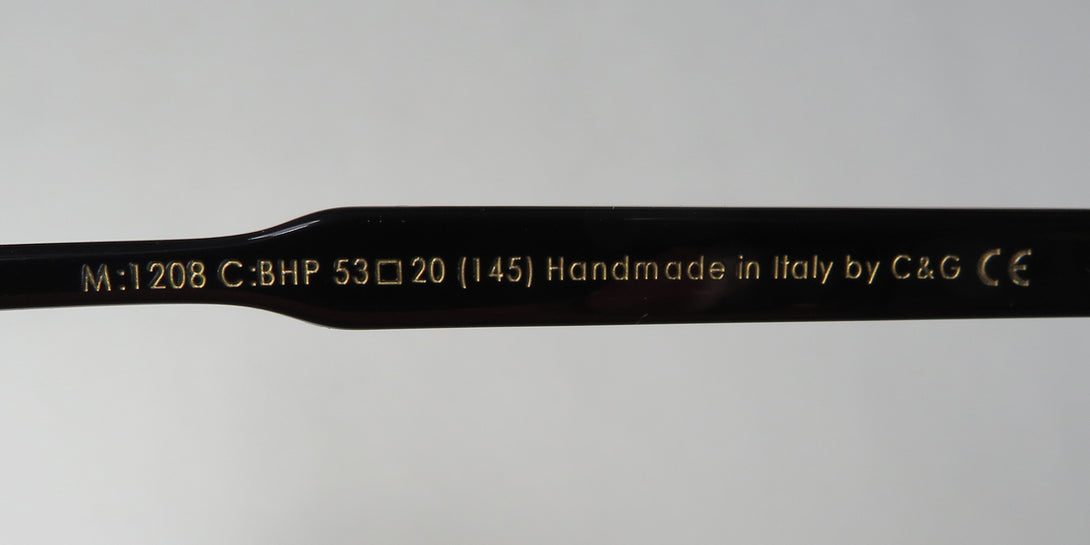 M:1208 C:BHP 53□20 (145) Handmade in Italy by C&G CE